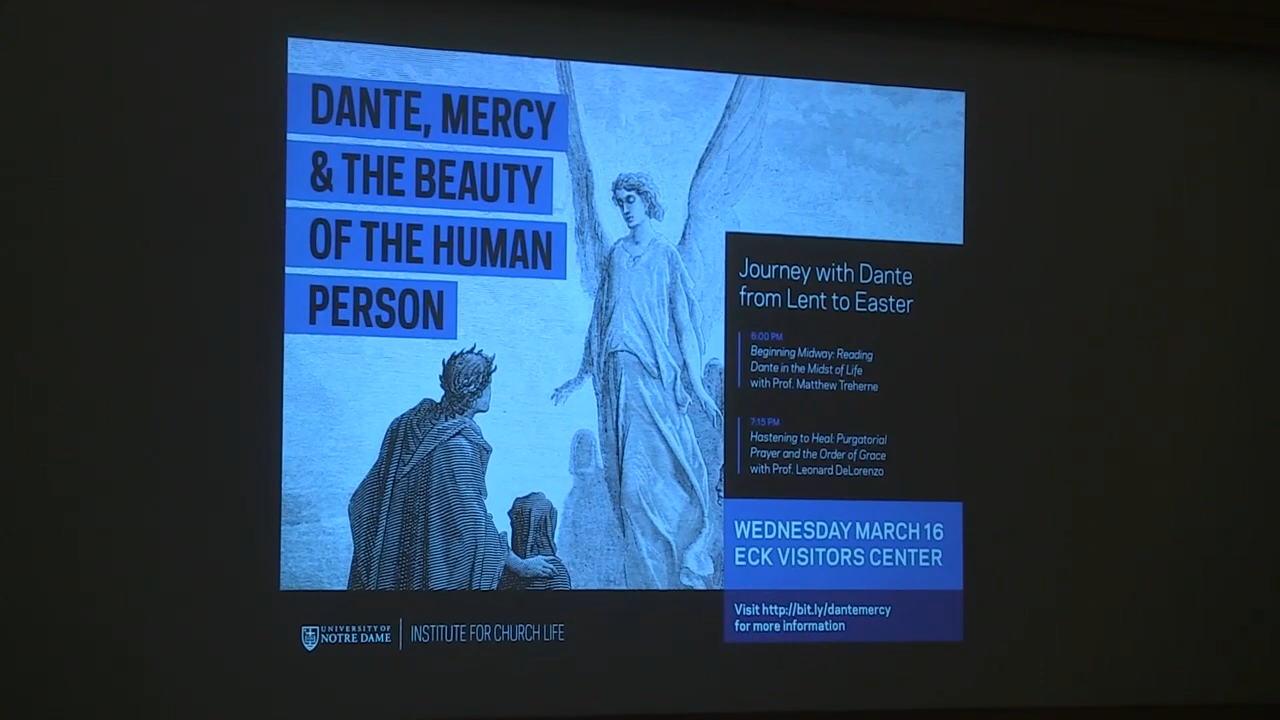 DANTE, MERCY
& THE BEAUTY
OF THE HUMAN
PERSON
Journey with Dante
from Lent to Easter
6:00 PM
Beginning Midway: Reading
Dante in the Midst of Life
with Prof. Matthew Treherne
7:15 PM
Hastening to Heal: Purgatorial
Prayer and the Order of Grace
with Prof. Leonard DeLorenzo
WEDNESDAY MARCH 16
ECK VISITORS CENTER
Visit http://bit.ly/dantemercy
for more information
UNIVERSITY OF
NOTRE DAME
INSTITUTE FOR CHURCH LIFE